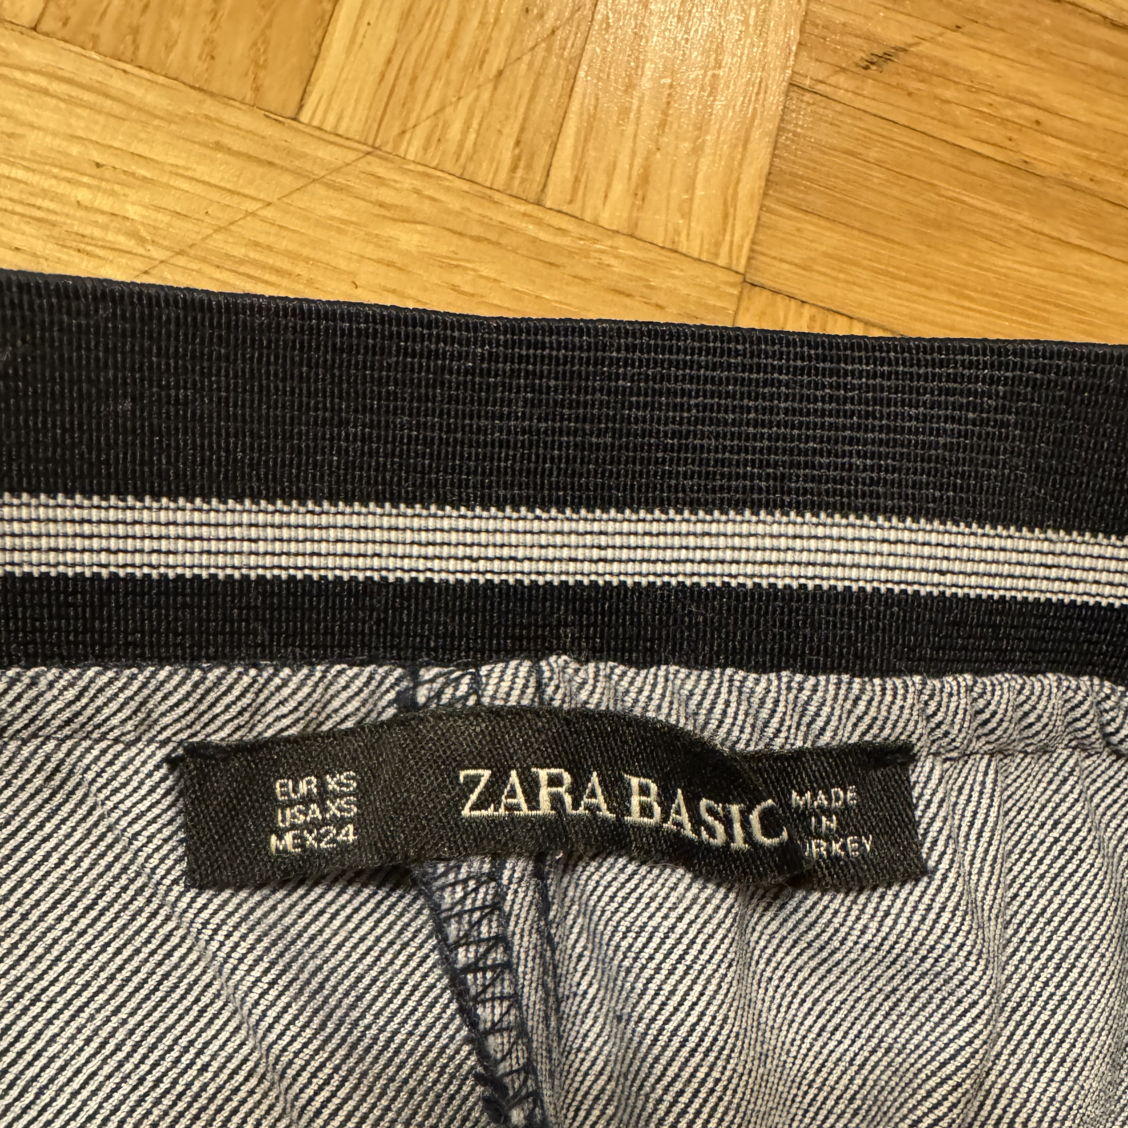 EUR XS
USA XS
MEX 24
ZARA BASIC
MADE
IN